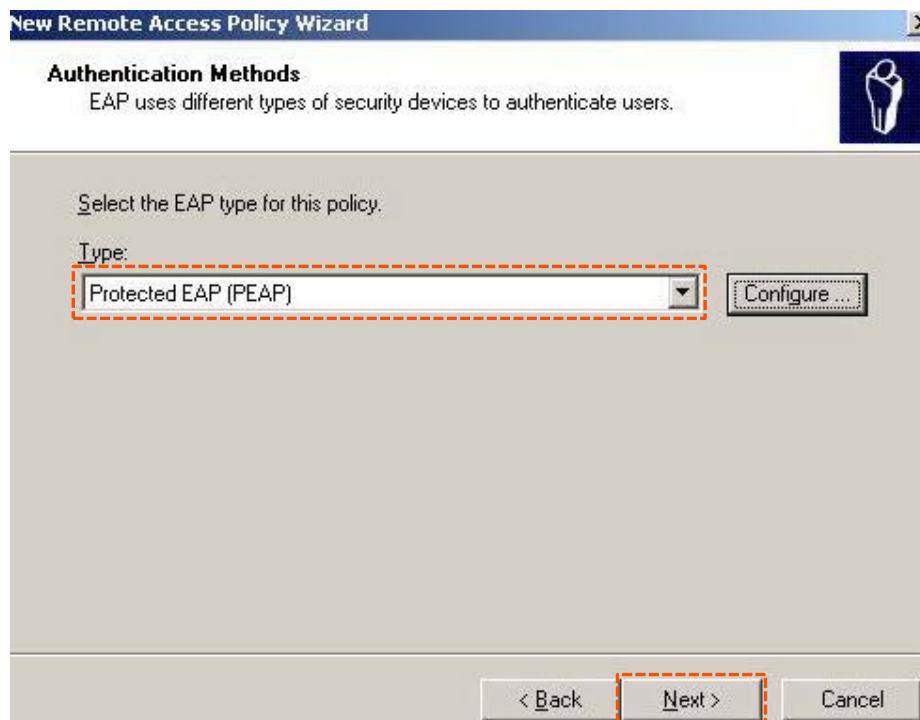 New Remote Access Policy Wizard
Authentication Methods
EAP uses different types of security devices to authenticate users.
Select the EAP type for this policy.
Type:
Protected EAP (PEAP)
Configure ...
< Back
Next >
Cancel